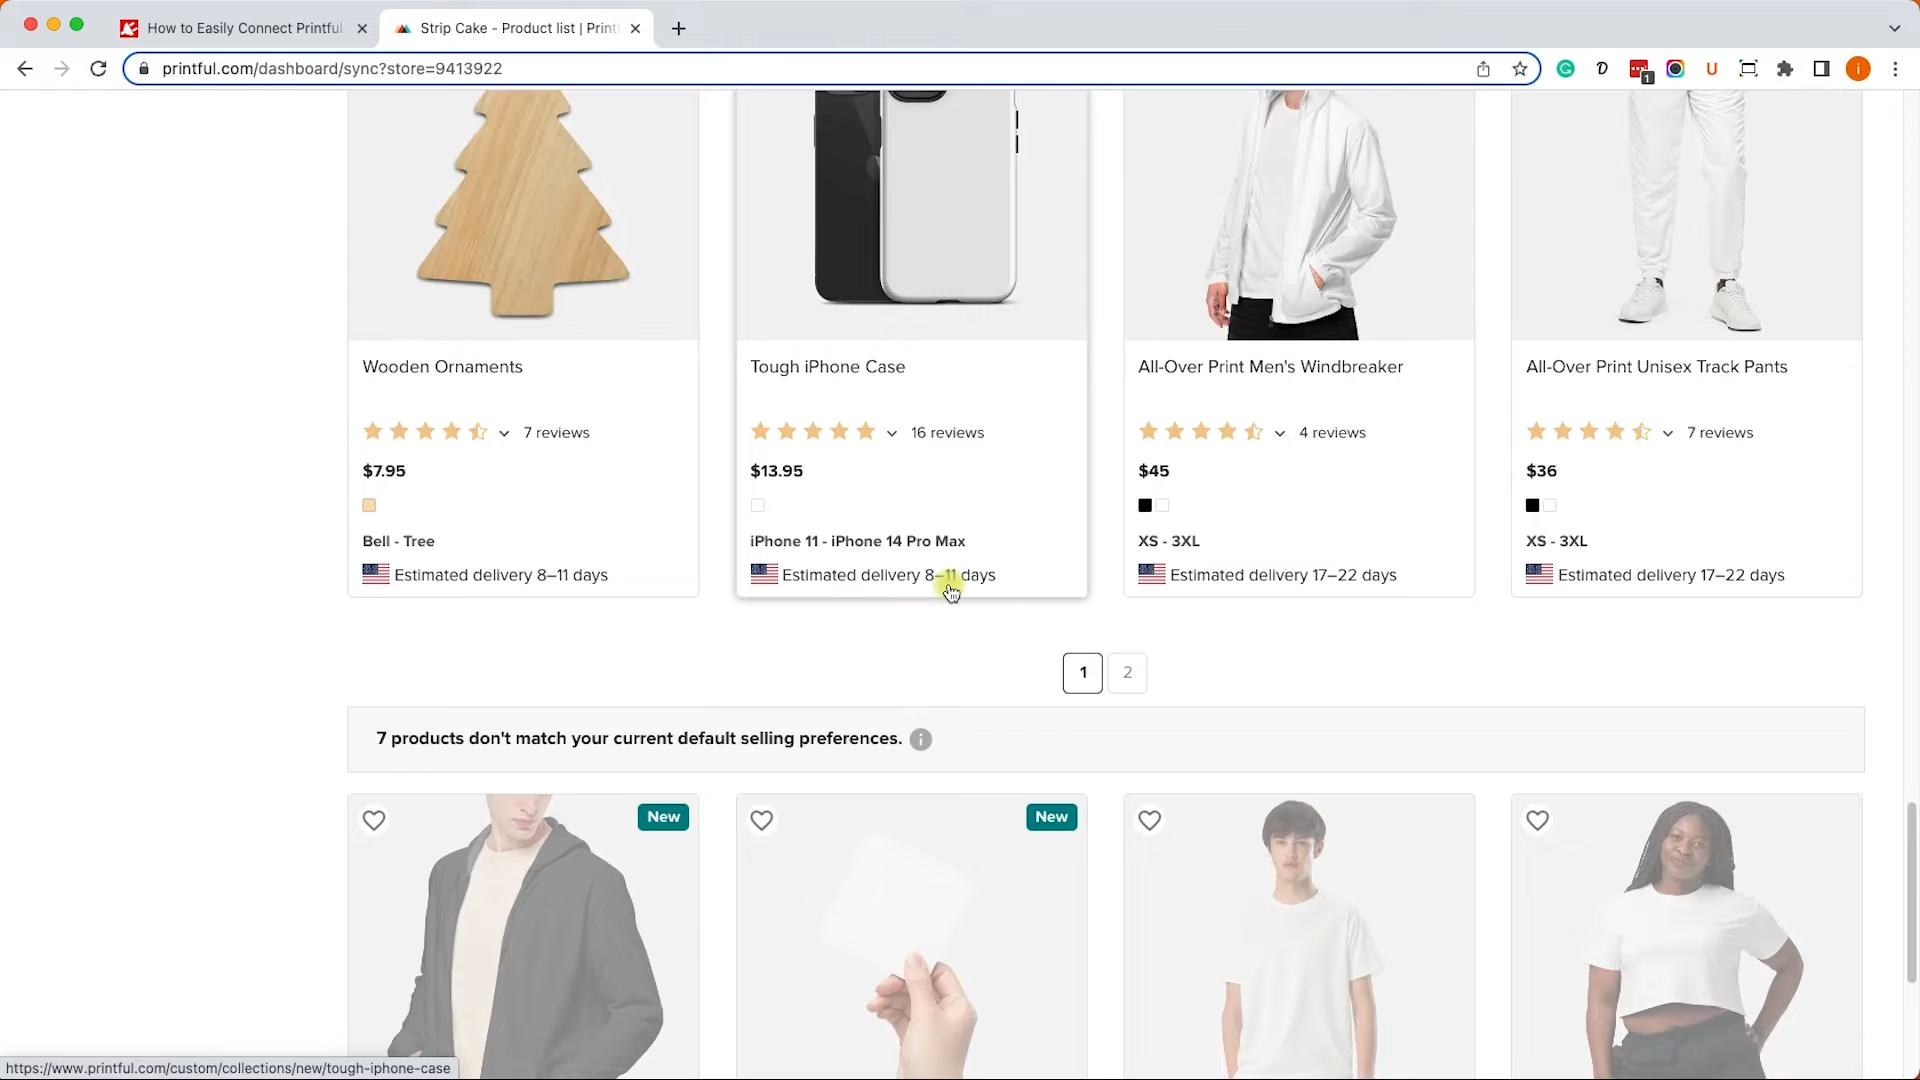 How to Easily Connect Printful
Strip Cake - Product list | Print
printful.com/dashboard/sync?store=9413922
1
i
Wooden Ornaments
Tough iPhone Case
All-Over Print Men's Windbreaker
All-Over Print Unisex Track Pants
7 reviews
16 reviews
4 reviews
7 reviews
$7.95
$13.95
$45
$36
Bell - Tree
iPhone 11 - iPhone 14 Pro Max
XS - 3XL
XS - 3XL
Estimated delivery 8–11 days
Estimated delivery 8–11 days
Estimated delivery 17–22 days
Estimated delivery 17–22 days
1
2
7 products don't match your current default selling preferences.
New
New
https://www.printful.com/custom/collections/new/tough-iphone-case